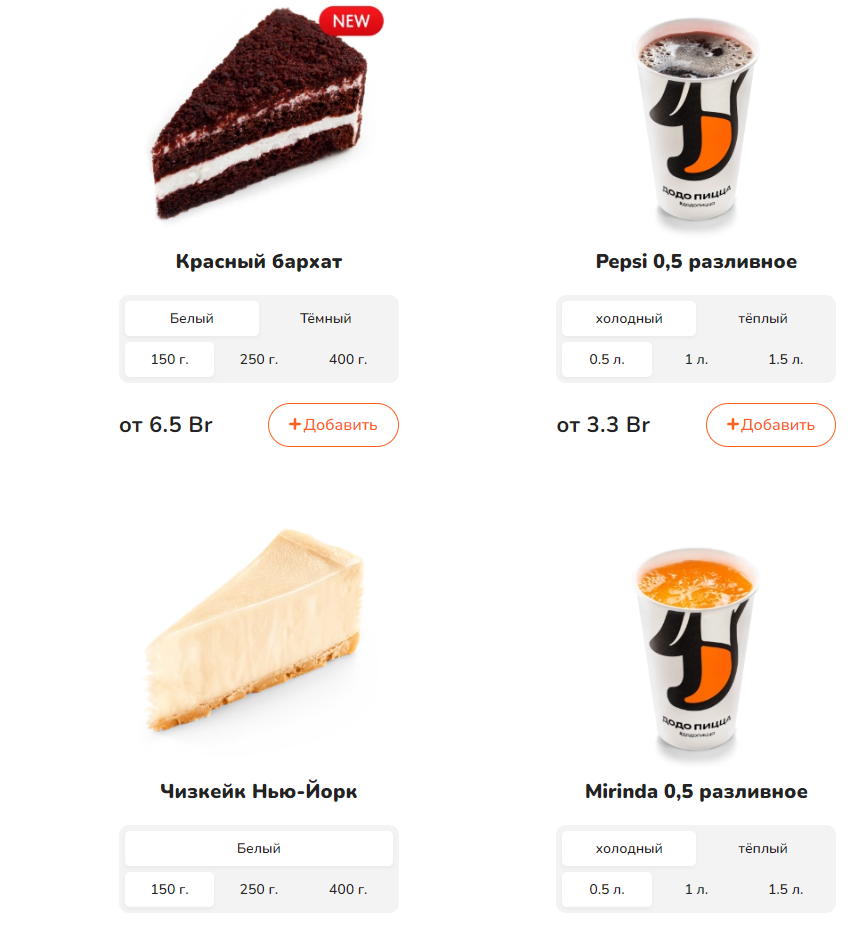 NEW
ДОДО ПИЦЦА
#додопицца
Красный бархат
Pepsi 0,5 разливное
Белый Тёмный
холодный тёплый
150 г. 250 г. 400 г.
0.5 л. 1 л. 1.5 л.
от 6.5 Br +Добавить
от 3.3 Br +Добавить
ДОДО ПИЦЦА
#додопицца
Чизкейк Нью-Йорк
Mirinda 0,5 разливное
Белый
холодный тёплый
150 г. 250 г. 400 г.
0.5 л. 1 л. 1.5 л.